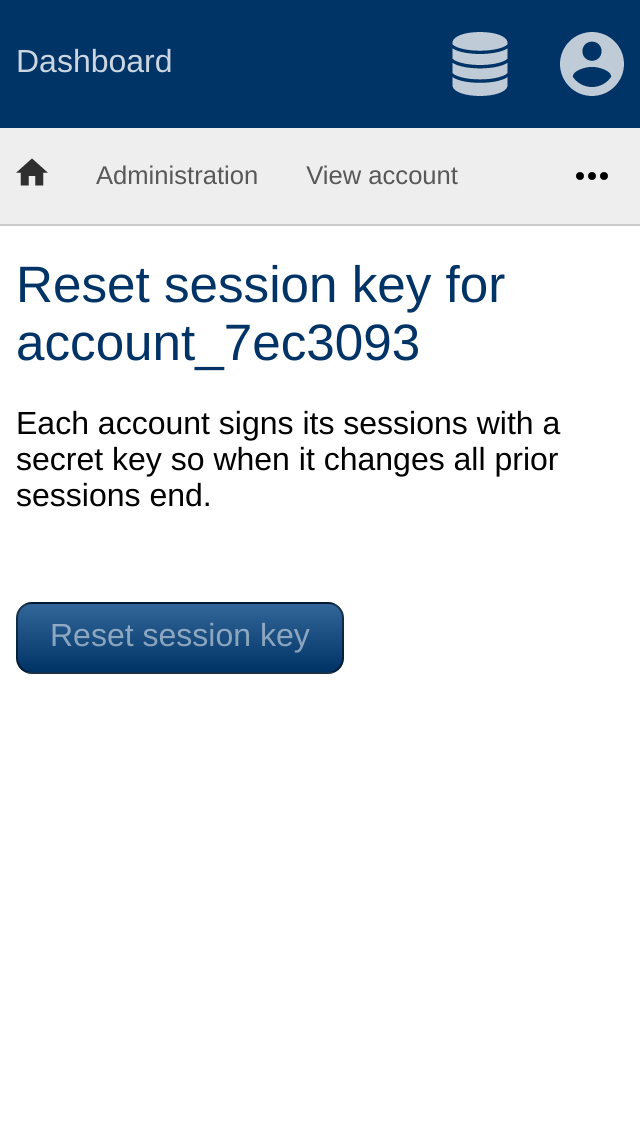 Dashboard
Administration View account
Reset session key for
account_7ec3093
Each account signs its sessions with a
secret key so when it changes all prior
sessions end.
Reset session key